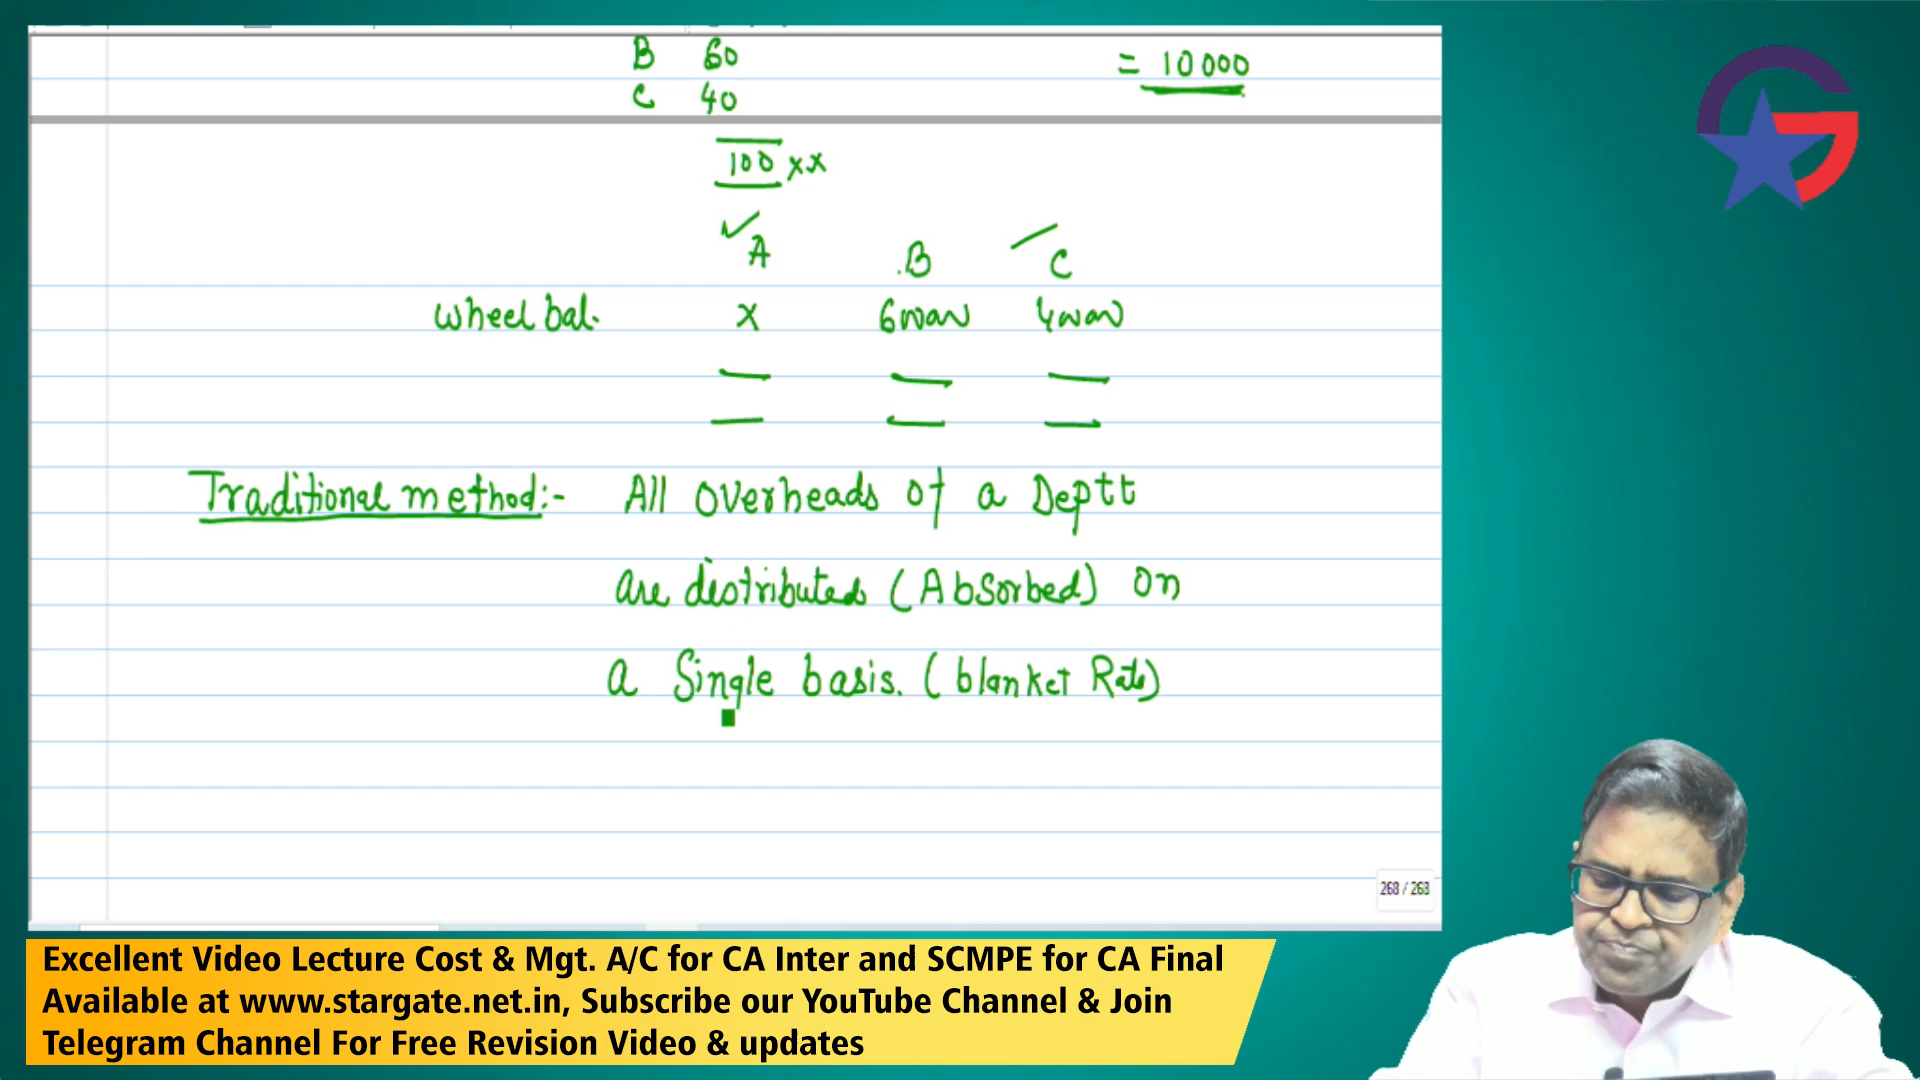 B 60
= 10000
C 40
100 xx
A B C
Wheel bal. x
Traditional method:- All Overheads of a Deptt
are distributed (Absorbed) on
a Single basis. (blanket Rate)
268 / 268
Excellent Video Lecture Cost & Mgt. A/C for CA Inter and SCMPE for CA Final
Available at www.stargate.net.in, Subscribe our YouTube Channel & Join
Telegram Channel For Free Revision Video & updates